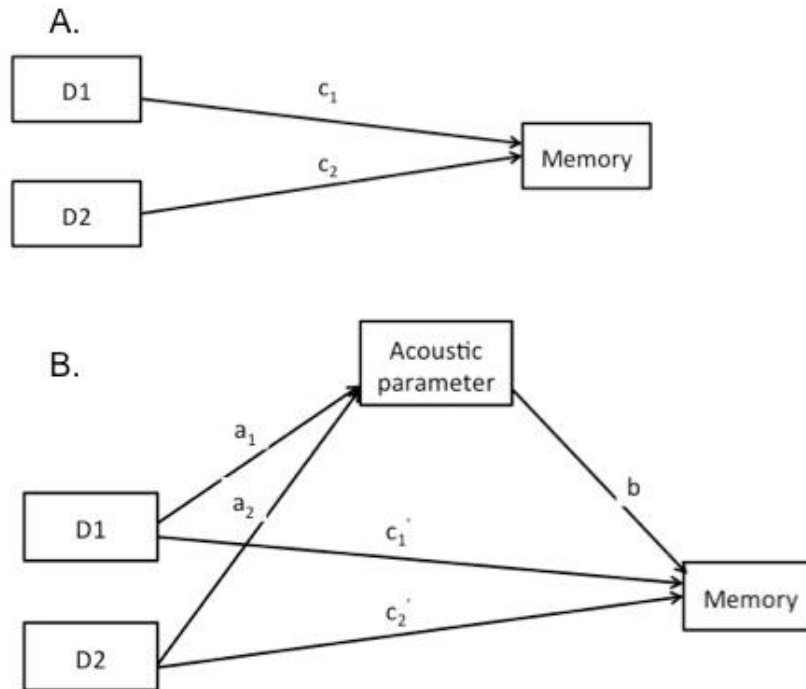 A.
D1
c₁
Memory
c₂
D2
B.
Acoustic
parameter
a₁
b
a₂
D1
c₁'
Memory
c₂'
D2